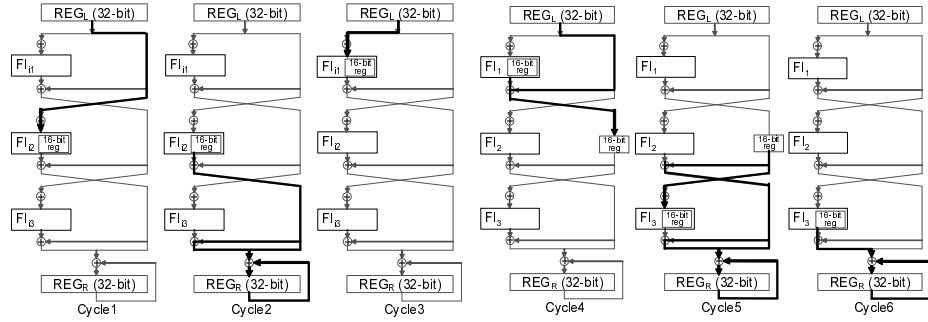 REGL (32-bit) REGL (32-bit) REGL (32-bit) REGL (32-bit) REGL (32-bit) REGL (32-bit)
FIi1 FIi1 FIi1 16-bit reg FI1 16-bit reg FI1 FI1
FIi2 16-bit reg FIi2 16-bit reg FIi2 FI2 16-bit reg FI2 16-bit reg FI2
FIi3 FIi3 FIi3 FI3 FI3 16-bit reg FI3 16-bit reg
REGR (32-bit) REGR (32-bit) REGR (32-bit) REGR (32-bit) REGR (32-bit) REGR (32-bit)
Cycle1 Cycle2 Cycle3 Cycle4 Cycle5 Cycle6